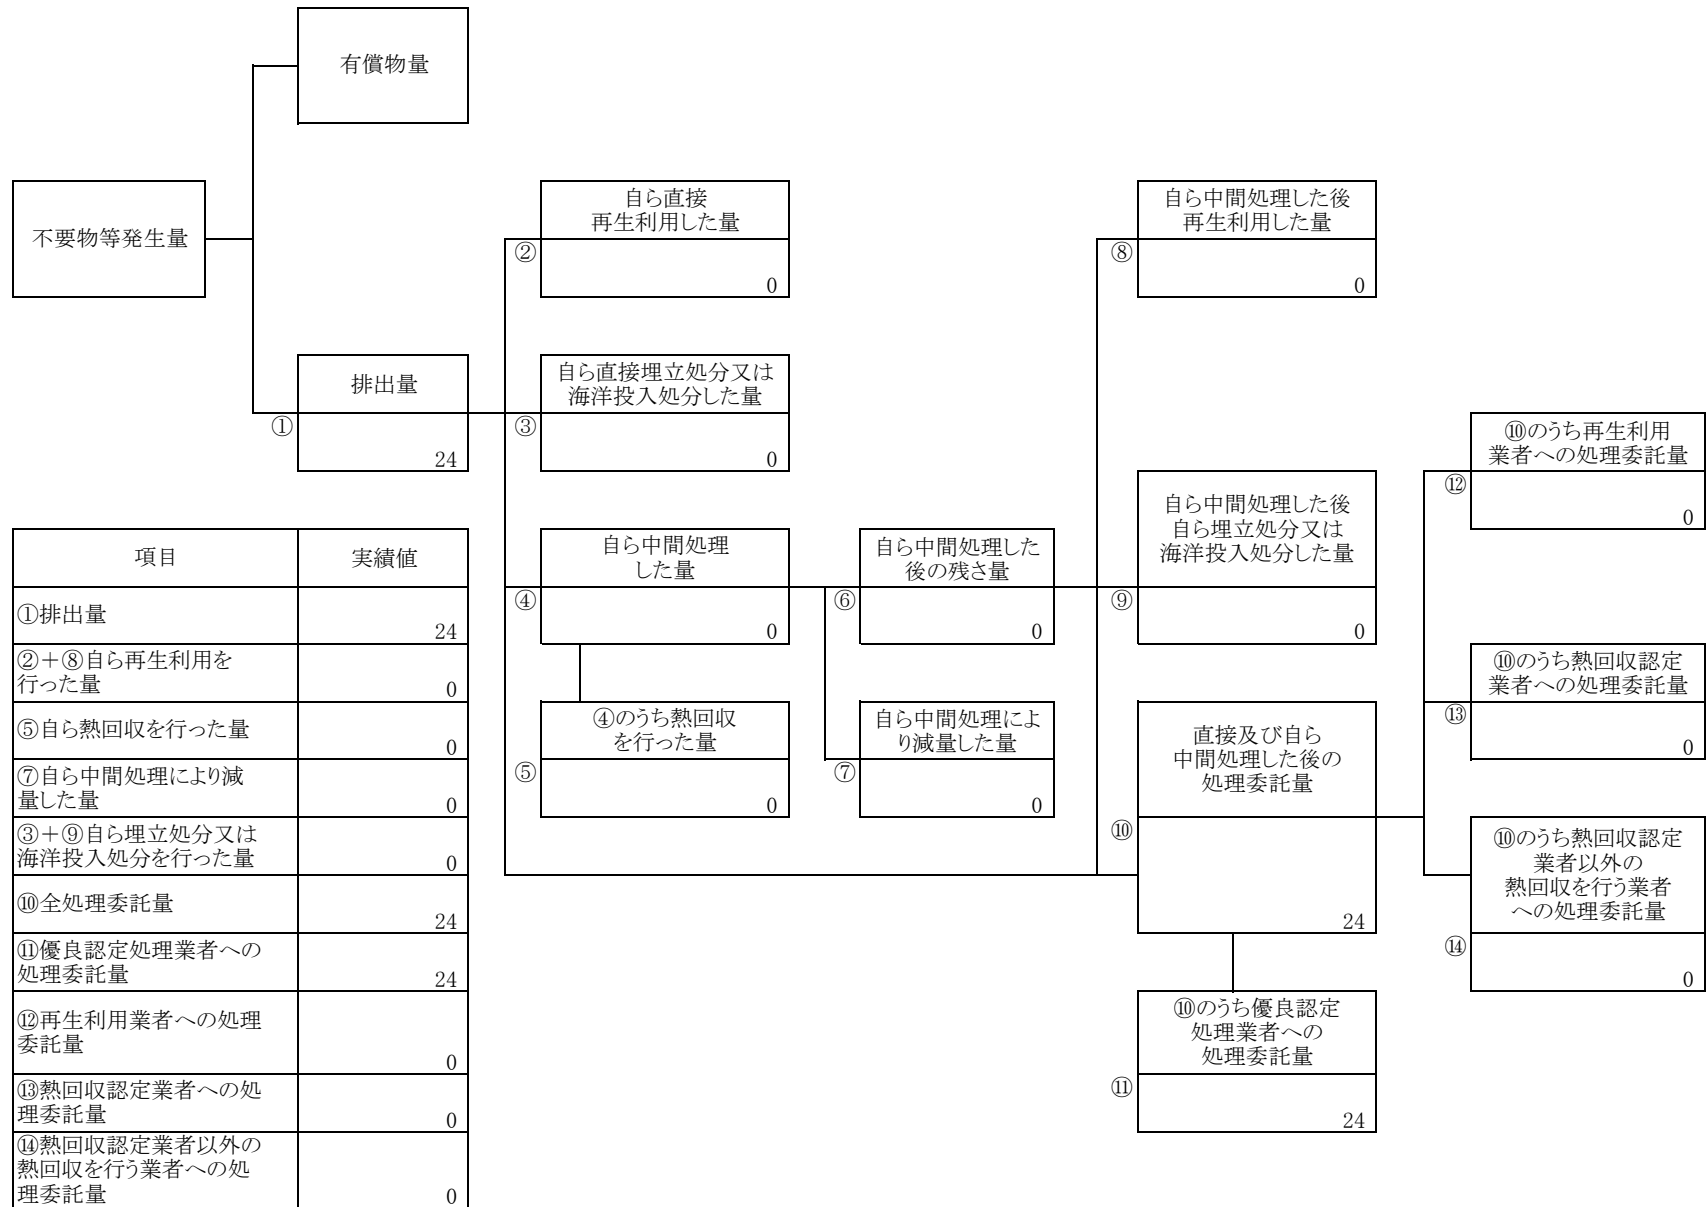 有償物量
不要物等発生量
自ら直接
再生利用した量
②
0
自ら中間処理した後
再生利用した量
⑧
0
排出量
①
24
自ら直接埋立処分又は
海洋投入処分した量
③
0
⑩のうち再生利用
業者への処理委託量
⑫
0
自ら中間処理
した量
④
0
自ら中間処理した
後の残さ量
⑥
0
自ら中間処理した後
自ら埋立処分又は
海洋投入処分した量
⑨
0
⑩のうち熱回収認定
業者への処理委託量
⑬
0
④のうち熱回収
を行った量
⑤
0
自ら中間処理によ
り減量した量
⑦
0
直接及び自ら
中間処理した後の
処理委託量
⑩
24
⑩のうち熱回収認定
業者以外の
熱回収を行う業者
への処理委託量
⑭
0
⑩のうち優良認定
処理業者への
処理委託量
⑪
24
項目 実績値
①排出量
24
②＋⑧自ら再生利用を
行った量
0
⑤自ら熱回収を行った量
0
⑦自ら中間処理により減
量した量
0
③＋⑨自ら埋立処分又は
海洋投入処分を行った量
0
⑩全処理委託量
24
⑪優良認定処理業者への
処理委託量
24
⑫再生利用業者への処理
委託量
0
⑬熱回収認定業者への処
理委託量
0
⑭熱回収認定業者以外の
熱回収を行う業者への処
理委託量
0